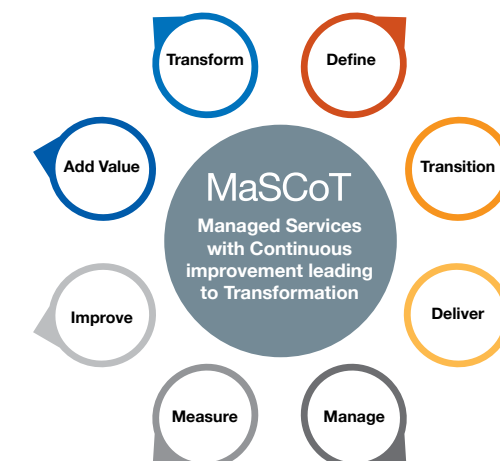 Transform
Define
Add Value
Transition
MaSCoT
Managed Services
with Continuous
improvement leading
to Transformation
Improve
Deliver
Measure
Manage